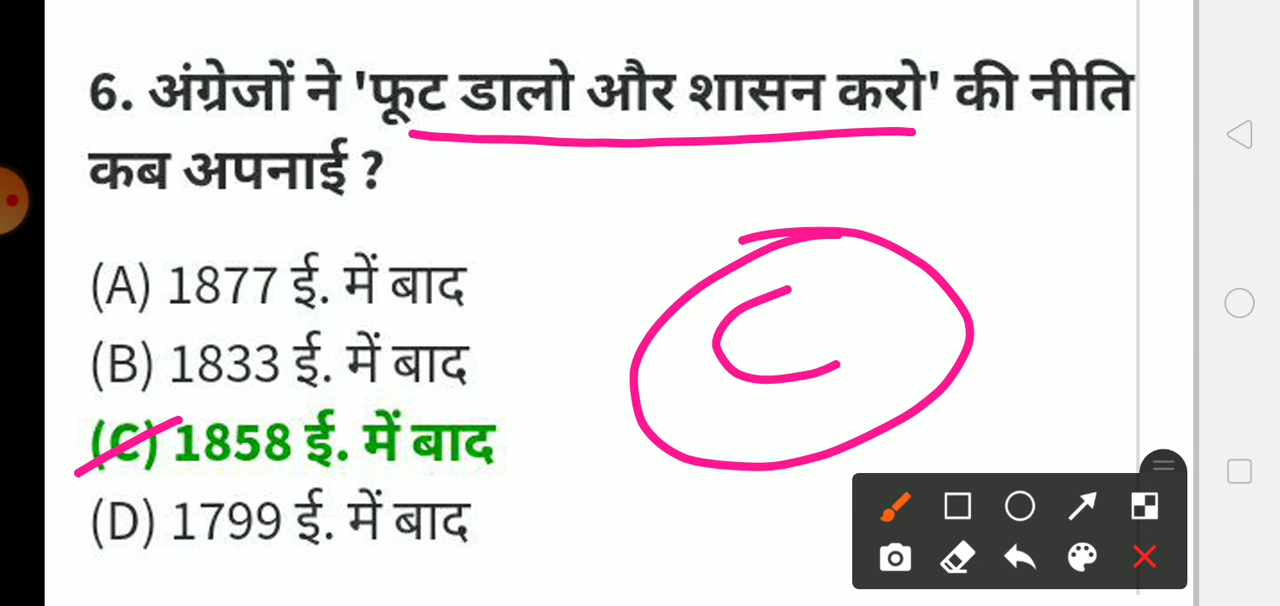 6. अंग्रेजों ने 'फूट डालो और शासन करो' की नीति
कब अपनाई ?
(A) 1877 ई. में बाद
(B) 1833 ई. में बाद
(C) 1858 ई. में बाद
(D) 1799 ई. में बाद
C